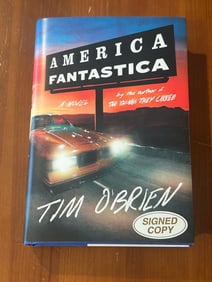 AMERICA
FANTASTICA
A NOVEL
by the author of
THE THINGS THEY CARRIED
TIM O'BRIEN
SIGNED
COPY